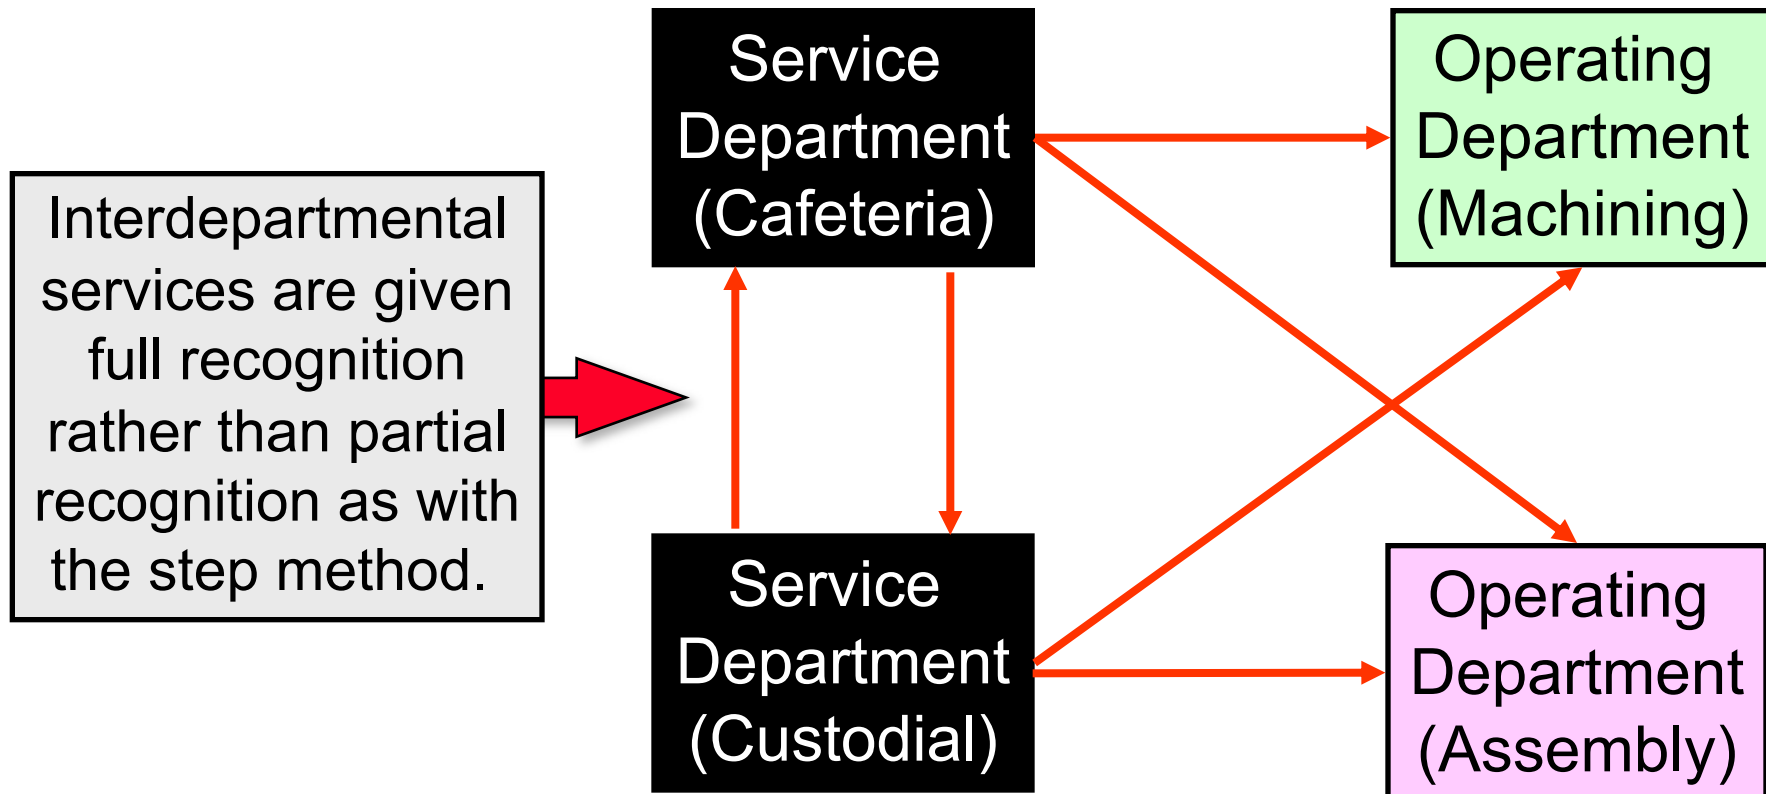 Interdepartmental
services are given
full recognition
rather than partial
recognition as with
the step method.
Service
Department
(Cafeteria)
Operating
Department
(Machining)
Service
Department
(Custodial)
Operating
Department
(Assembly)